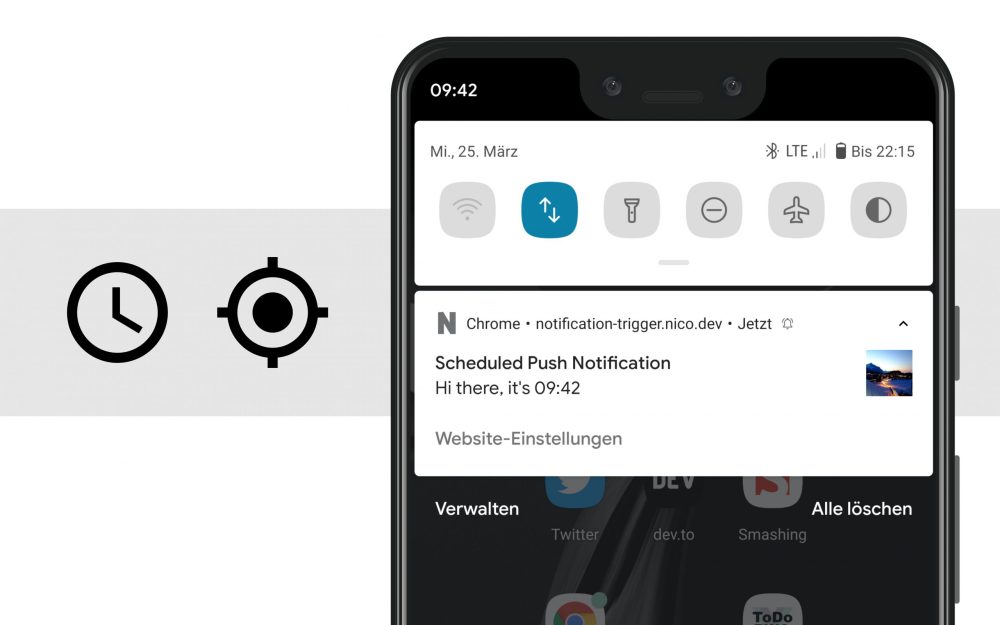 09:42
Mi., 25. März LTE Bis 22:15
N Chrome • notification-trigger.nico.dev • Jetzt
Scheduled Push Notification
Hi there, it's 09:42
Website-Einstellungen
DEV S
Verwalten Alle löschen
Twitter dev.to Smashing
ToDo